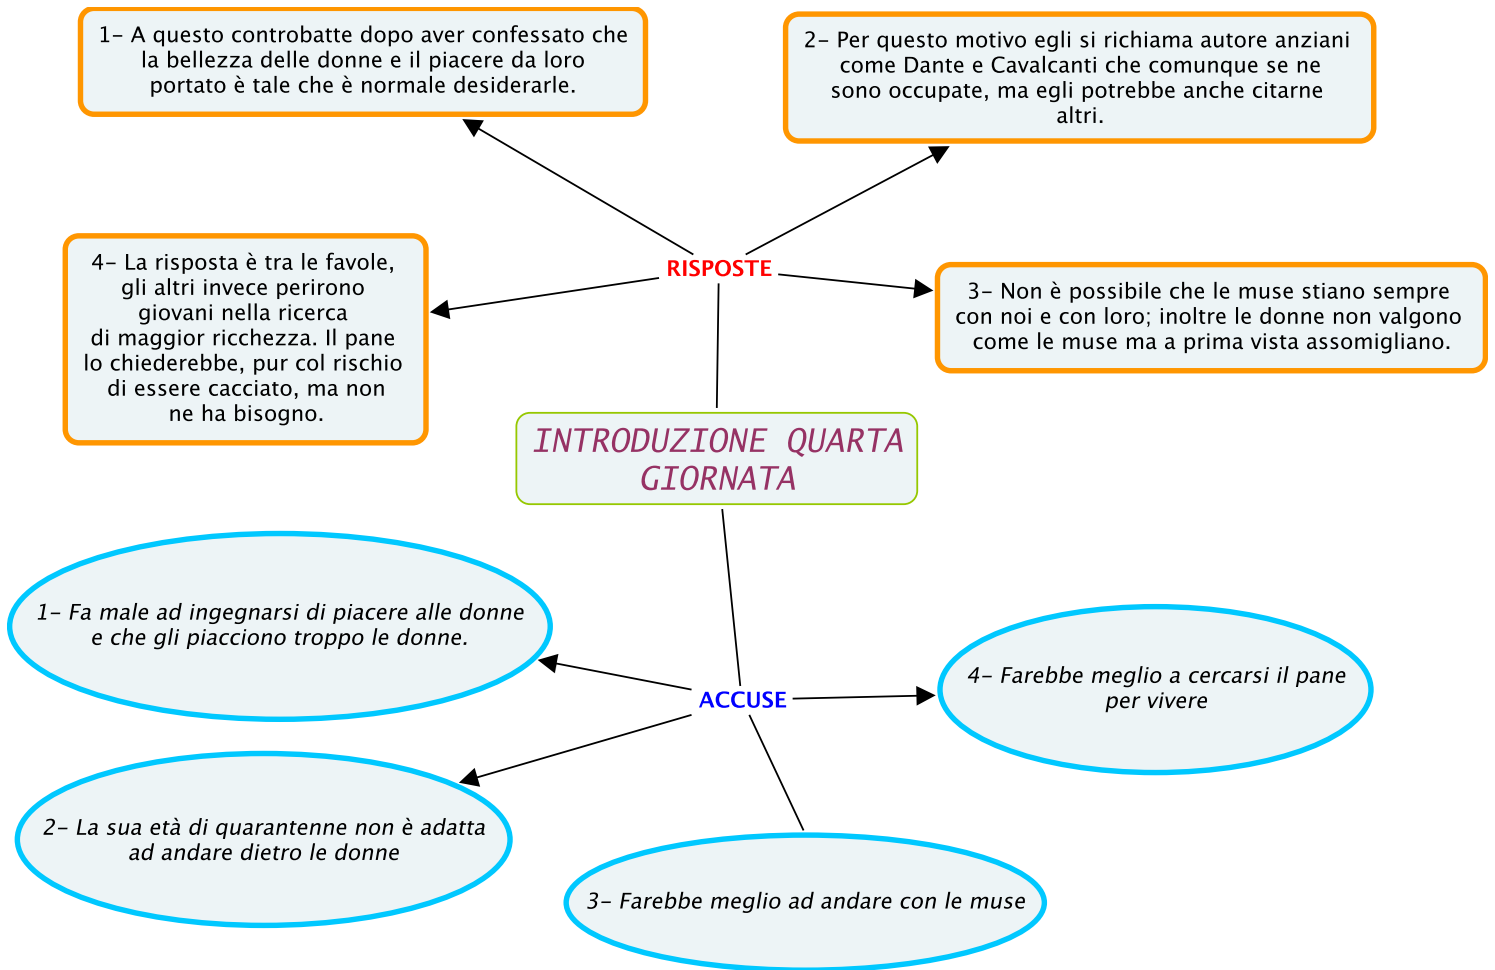 1- A questo controbatte dopo aver confessato che
la bellezza delle donne e il piacere da loro
portato è tale che è normale desiderarle.
2- Per questo motivo egli si richiama autore anziani
come Dante e Cavalcanti che comunque se ne
sono occupate, ma egli potrebbe anche citarne
altri.
4- La risposta è tra le favole,
gli altri invece perirono
giovani nella ricerca
di maggior ricchezza. Il pane
lo chiederebbe, pur col rischio
di essere cacciato, ma non
ne ha bisogno.
RISPOSTE
3- Non è possibile che le muse stiano sempre
con noi e con loro; inoltre le donne non valgono
come le muse ma a prima vista assomigliano.
INTRODUZIONE QUARTA
GIORNATA
1- Fa male ad ingegnarsi di piacere alle donne
e che gli piacciono troppo le donne.
ACCUSE
4- Farebbe meglio a cercarsi il pane
per vivere
2- La sua età di quarantenne non è adatta
ad andare dietro le donne
3- Farebbe meglio ad andare con le muse